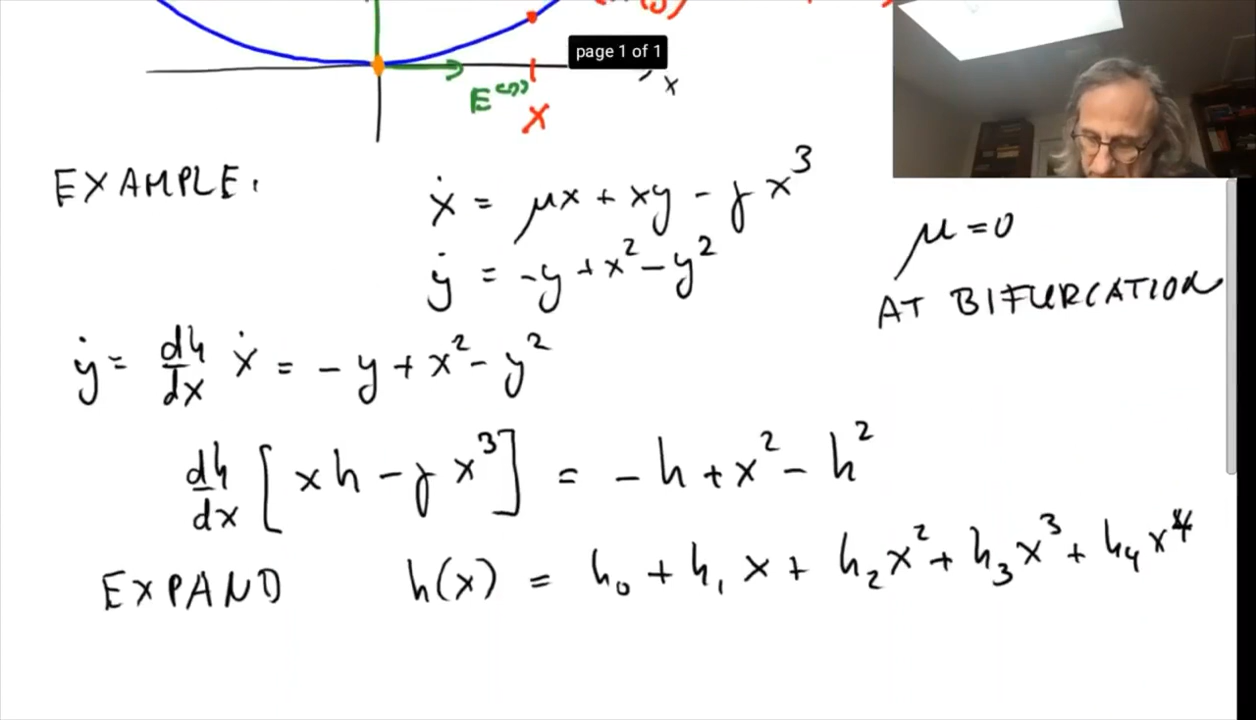 page 1 of 1
E^(c)
x
X
EXAMPLE.
ẋ = μx + xy - γx³
ẏ = -y + x² - y²
μ = 0
AT BIFURCATION
ẏ = dh/dx ẋ = -y + x² - y²
dh/dx [xh - γx³] = -h + x² - h²
EXPAND h(x) = h₀ + h₁x + h₂x² + h₃x³ + h₄x⁴